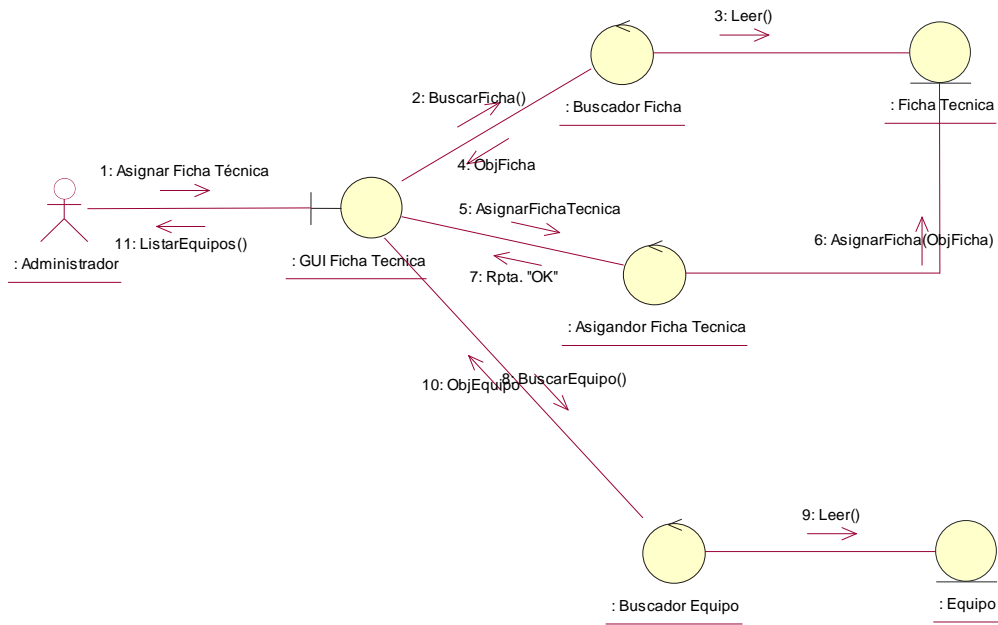 3: Leer()
2: BuscarFicha()
: Buscador Ficha
: Ficha Tecnica
4: ObjFicha
1: Asignar Ficha Técnica
5: AsignarFichaTecnica
11: ListarEquipos()
6: AsignarFicha(ObjFicha)
: Administrador
: GUI Ficha Tecnica
7: Rpta. "OK"
: Asigandor Ficha Tecnica
10: ObjEquipo
8: BuscarEquipo()
9: Leer()
: Buscador Equipo
: Equipo